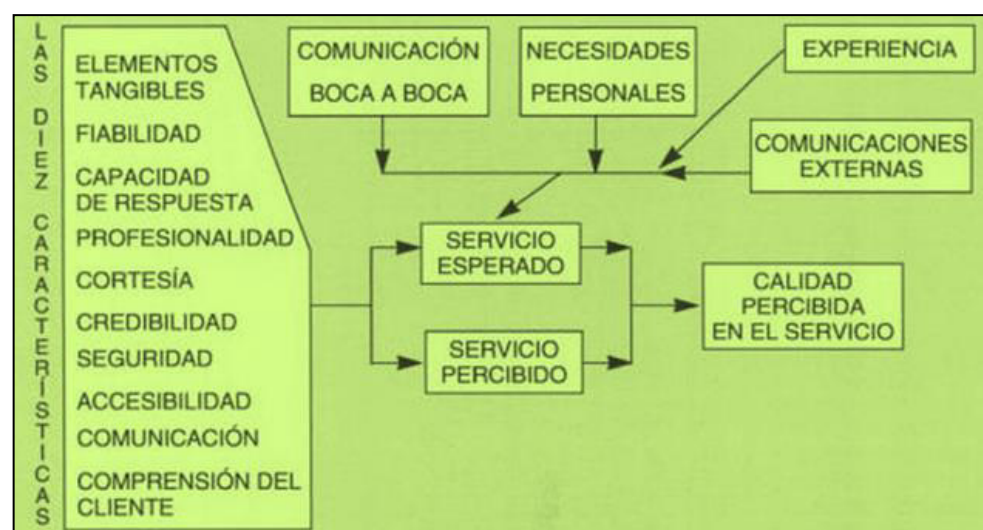 LAS DIEZ CARACTERÍSTICAS
ELEMENTOS
TANGIBLES
FIABILIDAD
CAPACIDAD
DE RESPUESTA
PROFESIONALIDAD
CORTESÍA
CREDIBILIDAD
SEGURIDAD
ACCESIBILIDAD
COMUNICACIÓN
COMPRENSIÓN DEL
CLIENTE
COMUNICACIÓN
BOCA A BOCA
NECESIDADES
PERSONALES
EXPERIENCIA
COMUNICACIONES
EXTERNAS
SERVICIO
ESPERADO
SERVICIO
PERCIBIDO
CALIDAD
PERCIBIDA
EN EL SERVICIO